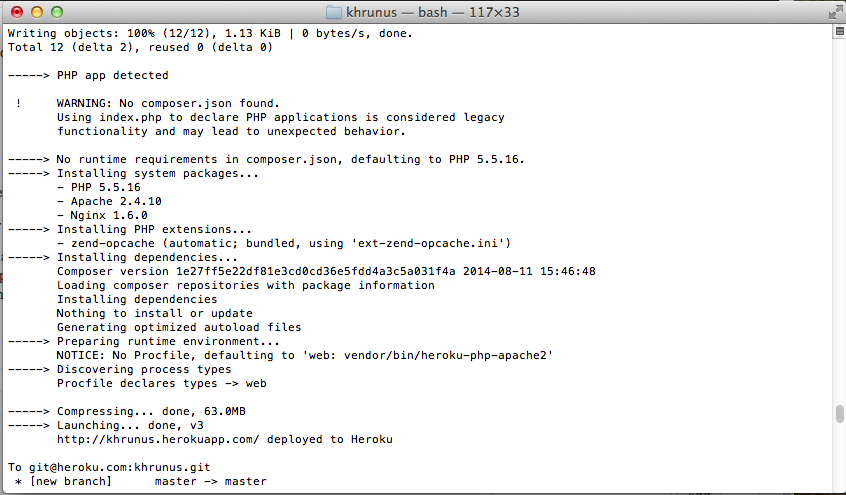 khrunus — bash — 117×33
Writing objects: 100% (12/12), 1.13 KiB | 0 bytes/s, done.
Total 12 (delta 2), reused 0 (delta 0)
-----> PHP app detected
!     WARNING: No composer.json found.
Using index.php to declare PHP applications is considered legacy
functionality and may lead to unexpected behavior.
-----> No runtime requirements in composer.json, defaulting to PHP 5.5.16.
-----> Installing system packages...
- PHP 5.5.16
- Apache 2.4.10
- Nginx 1.6.0
-----> Installing PHP extensions...
- zend-opcache (automatic; bundled, using 'ext-zend-opcache.ini')
-----> Installing dependencies...
Composer version 1e27ff5e22df81e3cd0cd36e5fdd4a3c5a031f4a 2014-08-11 15:46:48
Loading composer repositories with package information
Installing dependencies
Nothing to install or update
Generating optimized autoload files
-----> Preparing runtime environment...
NOTICE: No Procfile, defaulting to 'web: vendor/bin/heroku-php-apache2'
-----> Discovering process types
Procfile declares types -> web
-----> Compressing... done, 63.0MB
-----> Launching... done, v3
http://khrunus.herokuapp.com/ deployed to Heroku
To git@heroku.com:khrunus.git
* [new branch]      master -> master